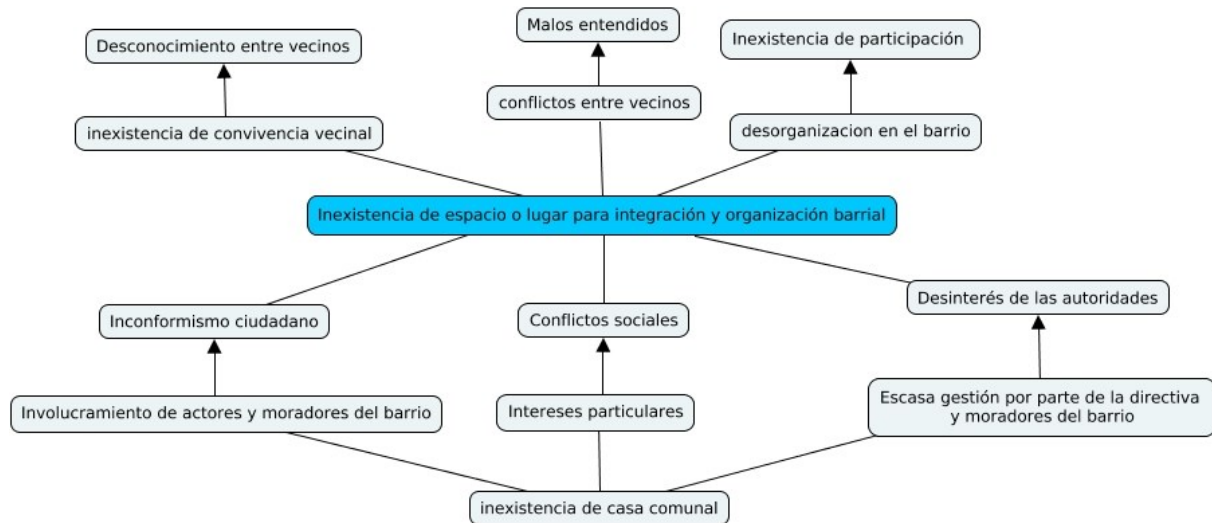 Malos entendidos
Desconocimiento entre vecinos
Inexistencia de participación
conflictos entre vecinos
inexistencia de convivencia vecinal
desorganizacion en el barrio
Inexistencia de espacio o lugar para integración y organización barrial
Desinterés de las autoridades
Inconformismo ciudadano
Conflictos sociales
Involucramiento de actores y moradores del barrio
Intereses particulares
Escasa gestión por parte de la directiva
y moradores del barrio
inexistencia de casa comunal